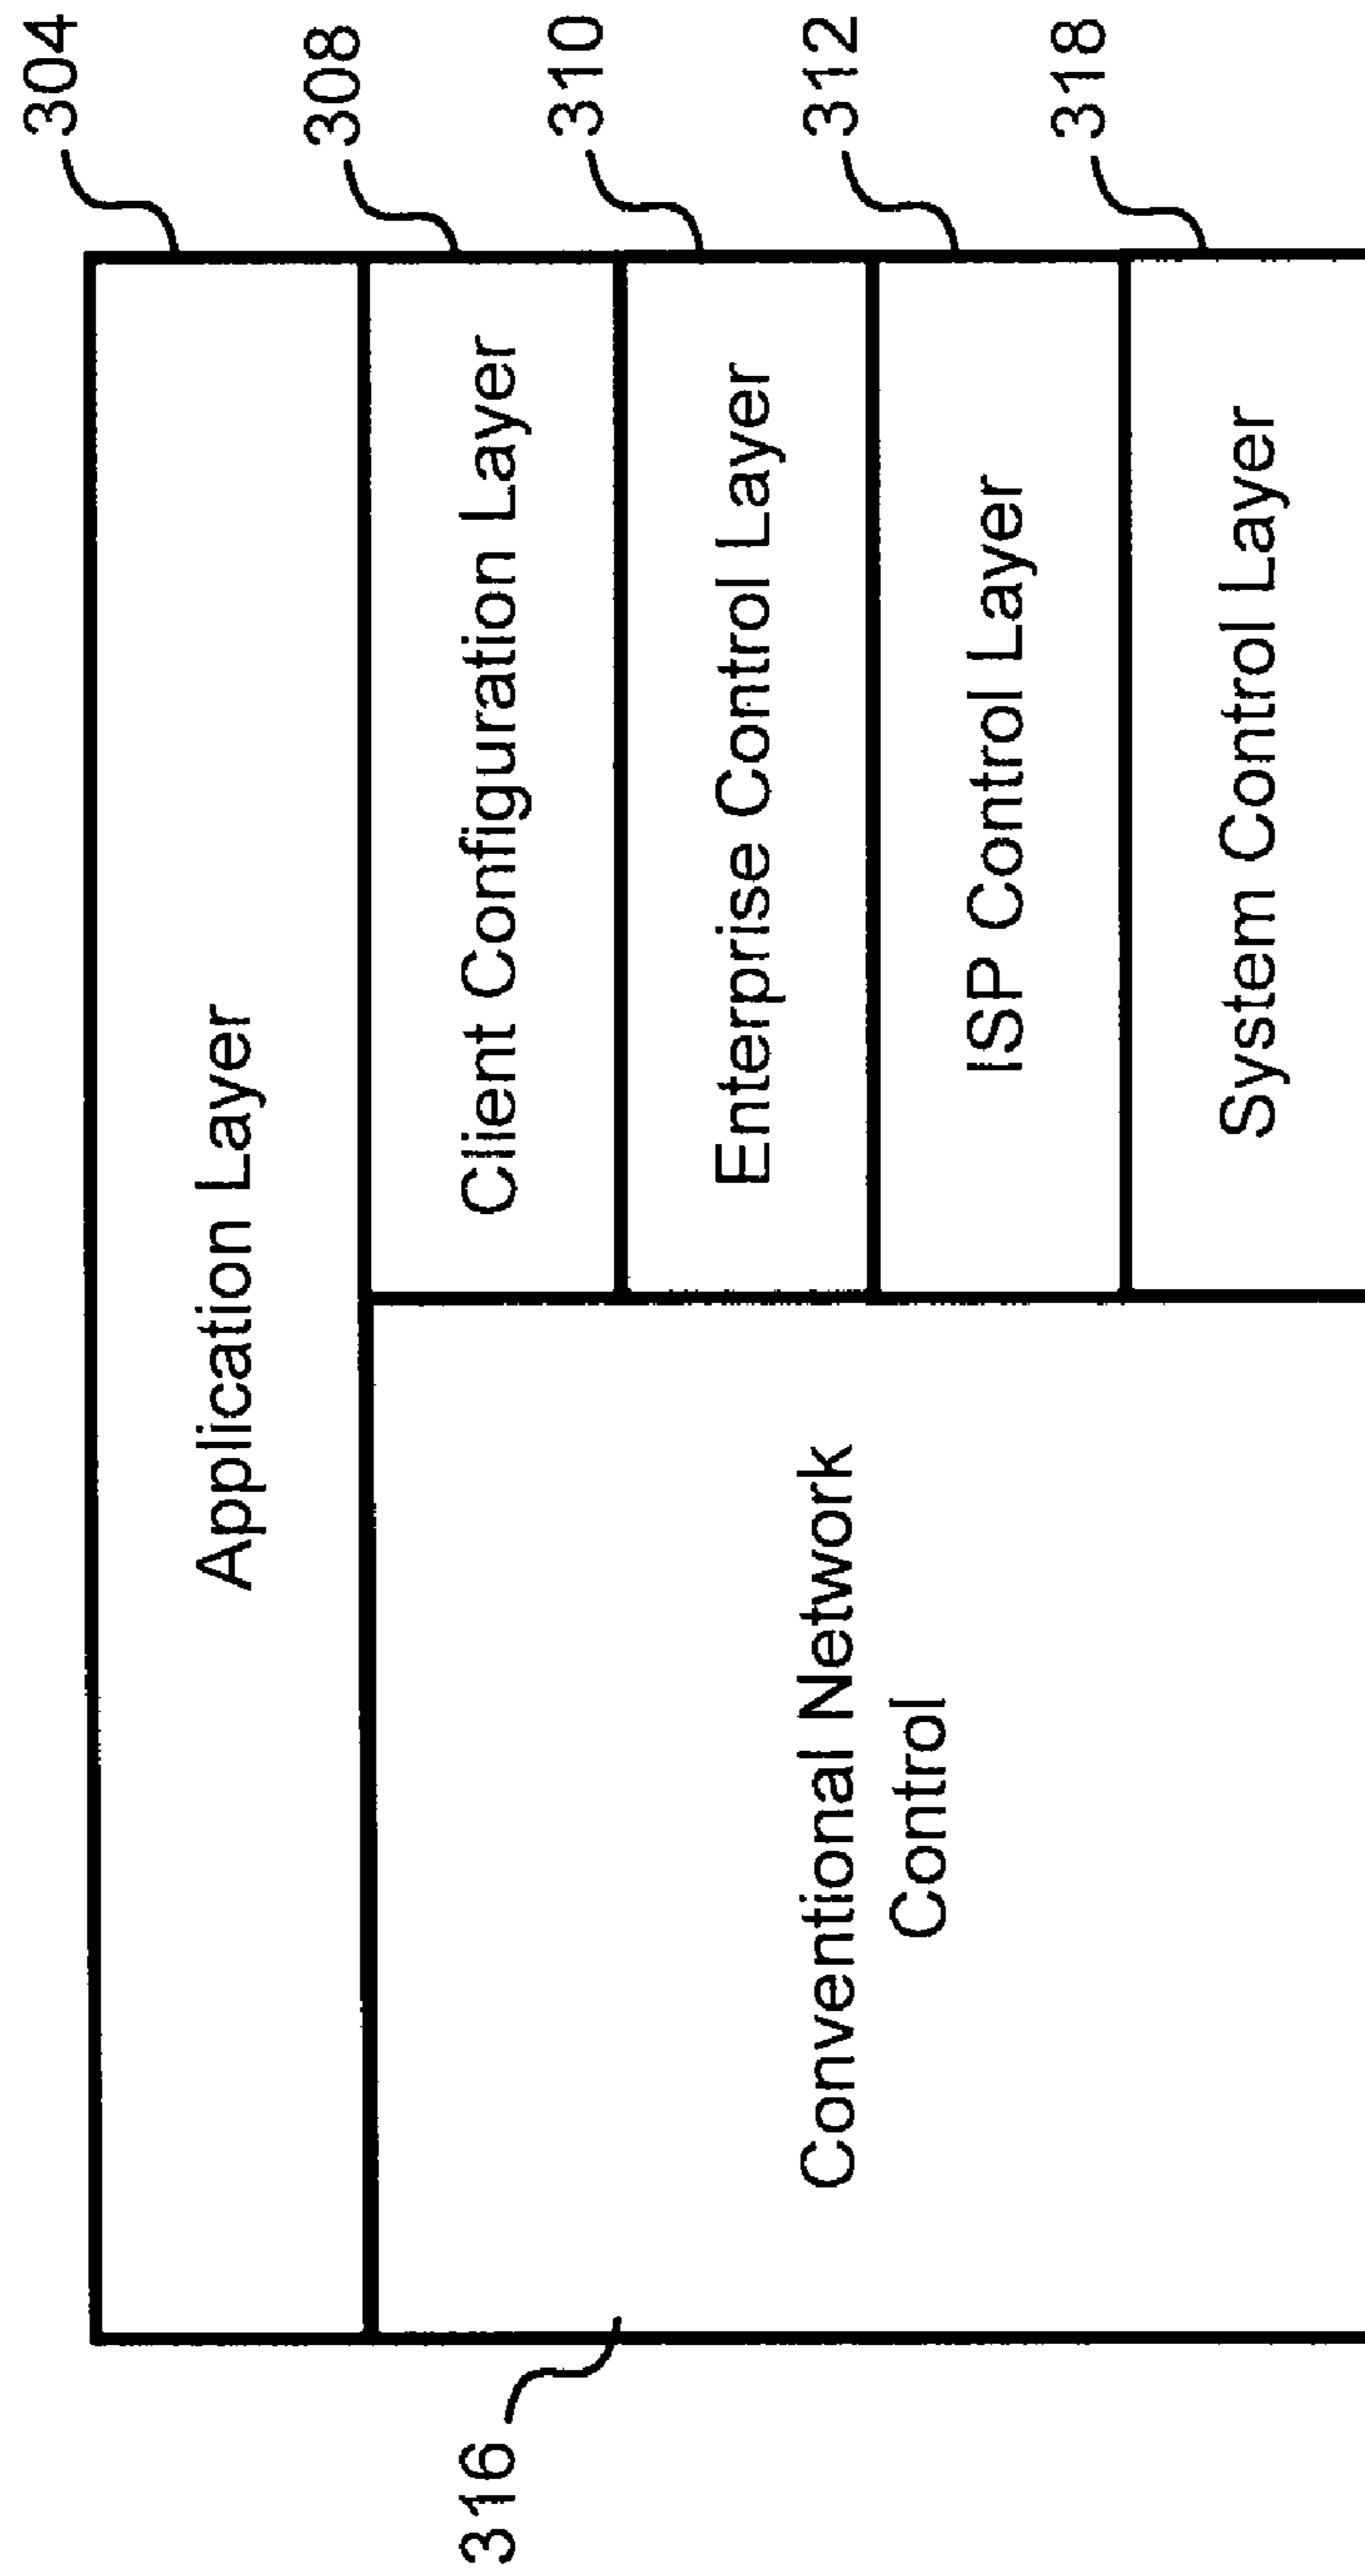 304
Application Layer
308
Client Configuration Layer
310
Enterprise Control Layer
312
ISP Control Layer
318
System Control Layer
316
Conventional Network
Control